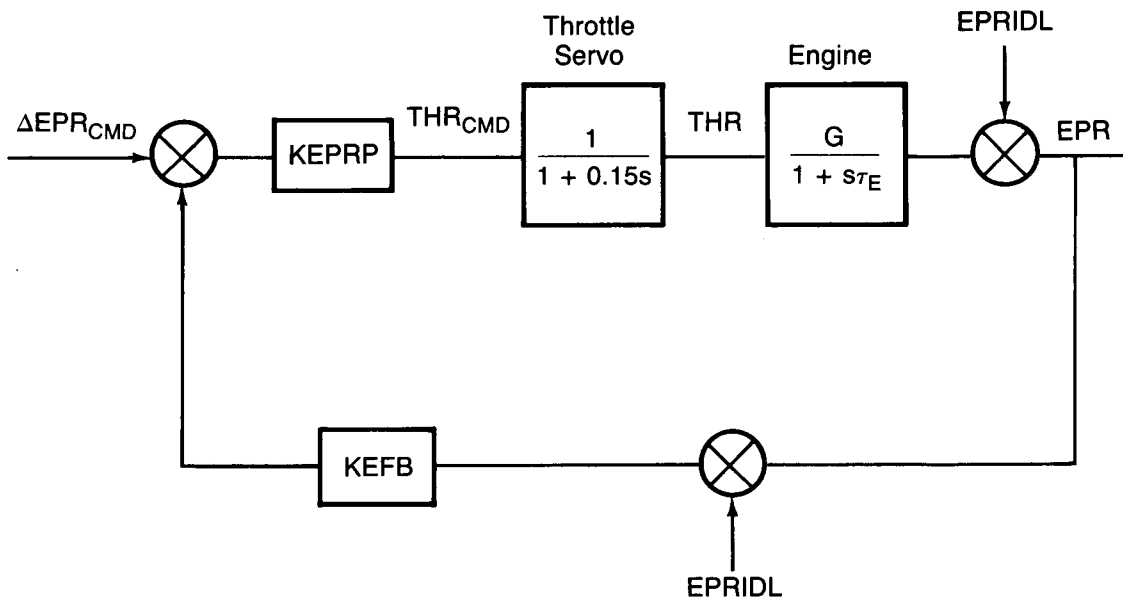 Throttle
Servo
Engine
EPRIDL
ΔEPR_CMD
KEPRP
THR_CMD
1
1 + 0.15s
THR
G
1 + sτ_E
EPR
KEFB
EPRIDL